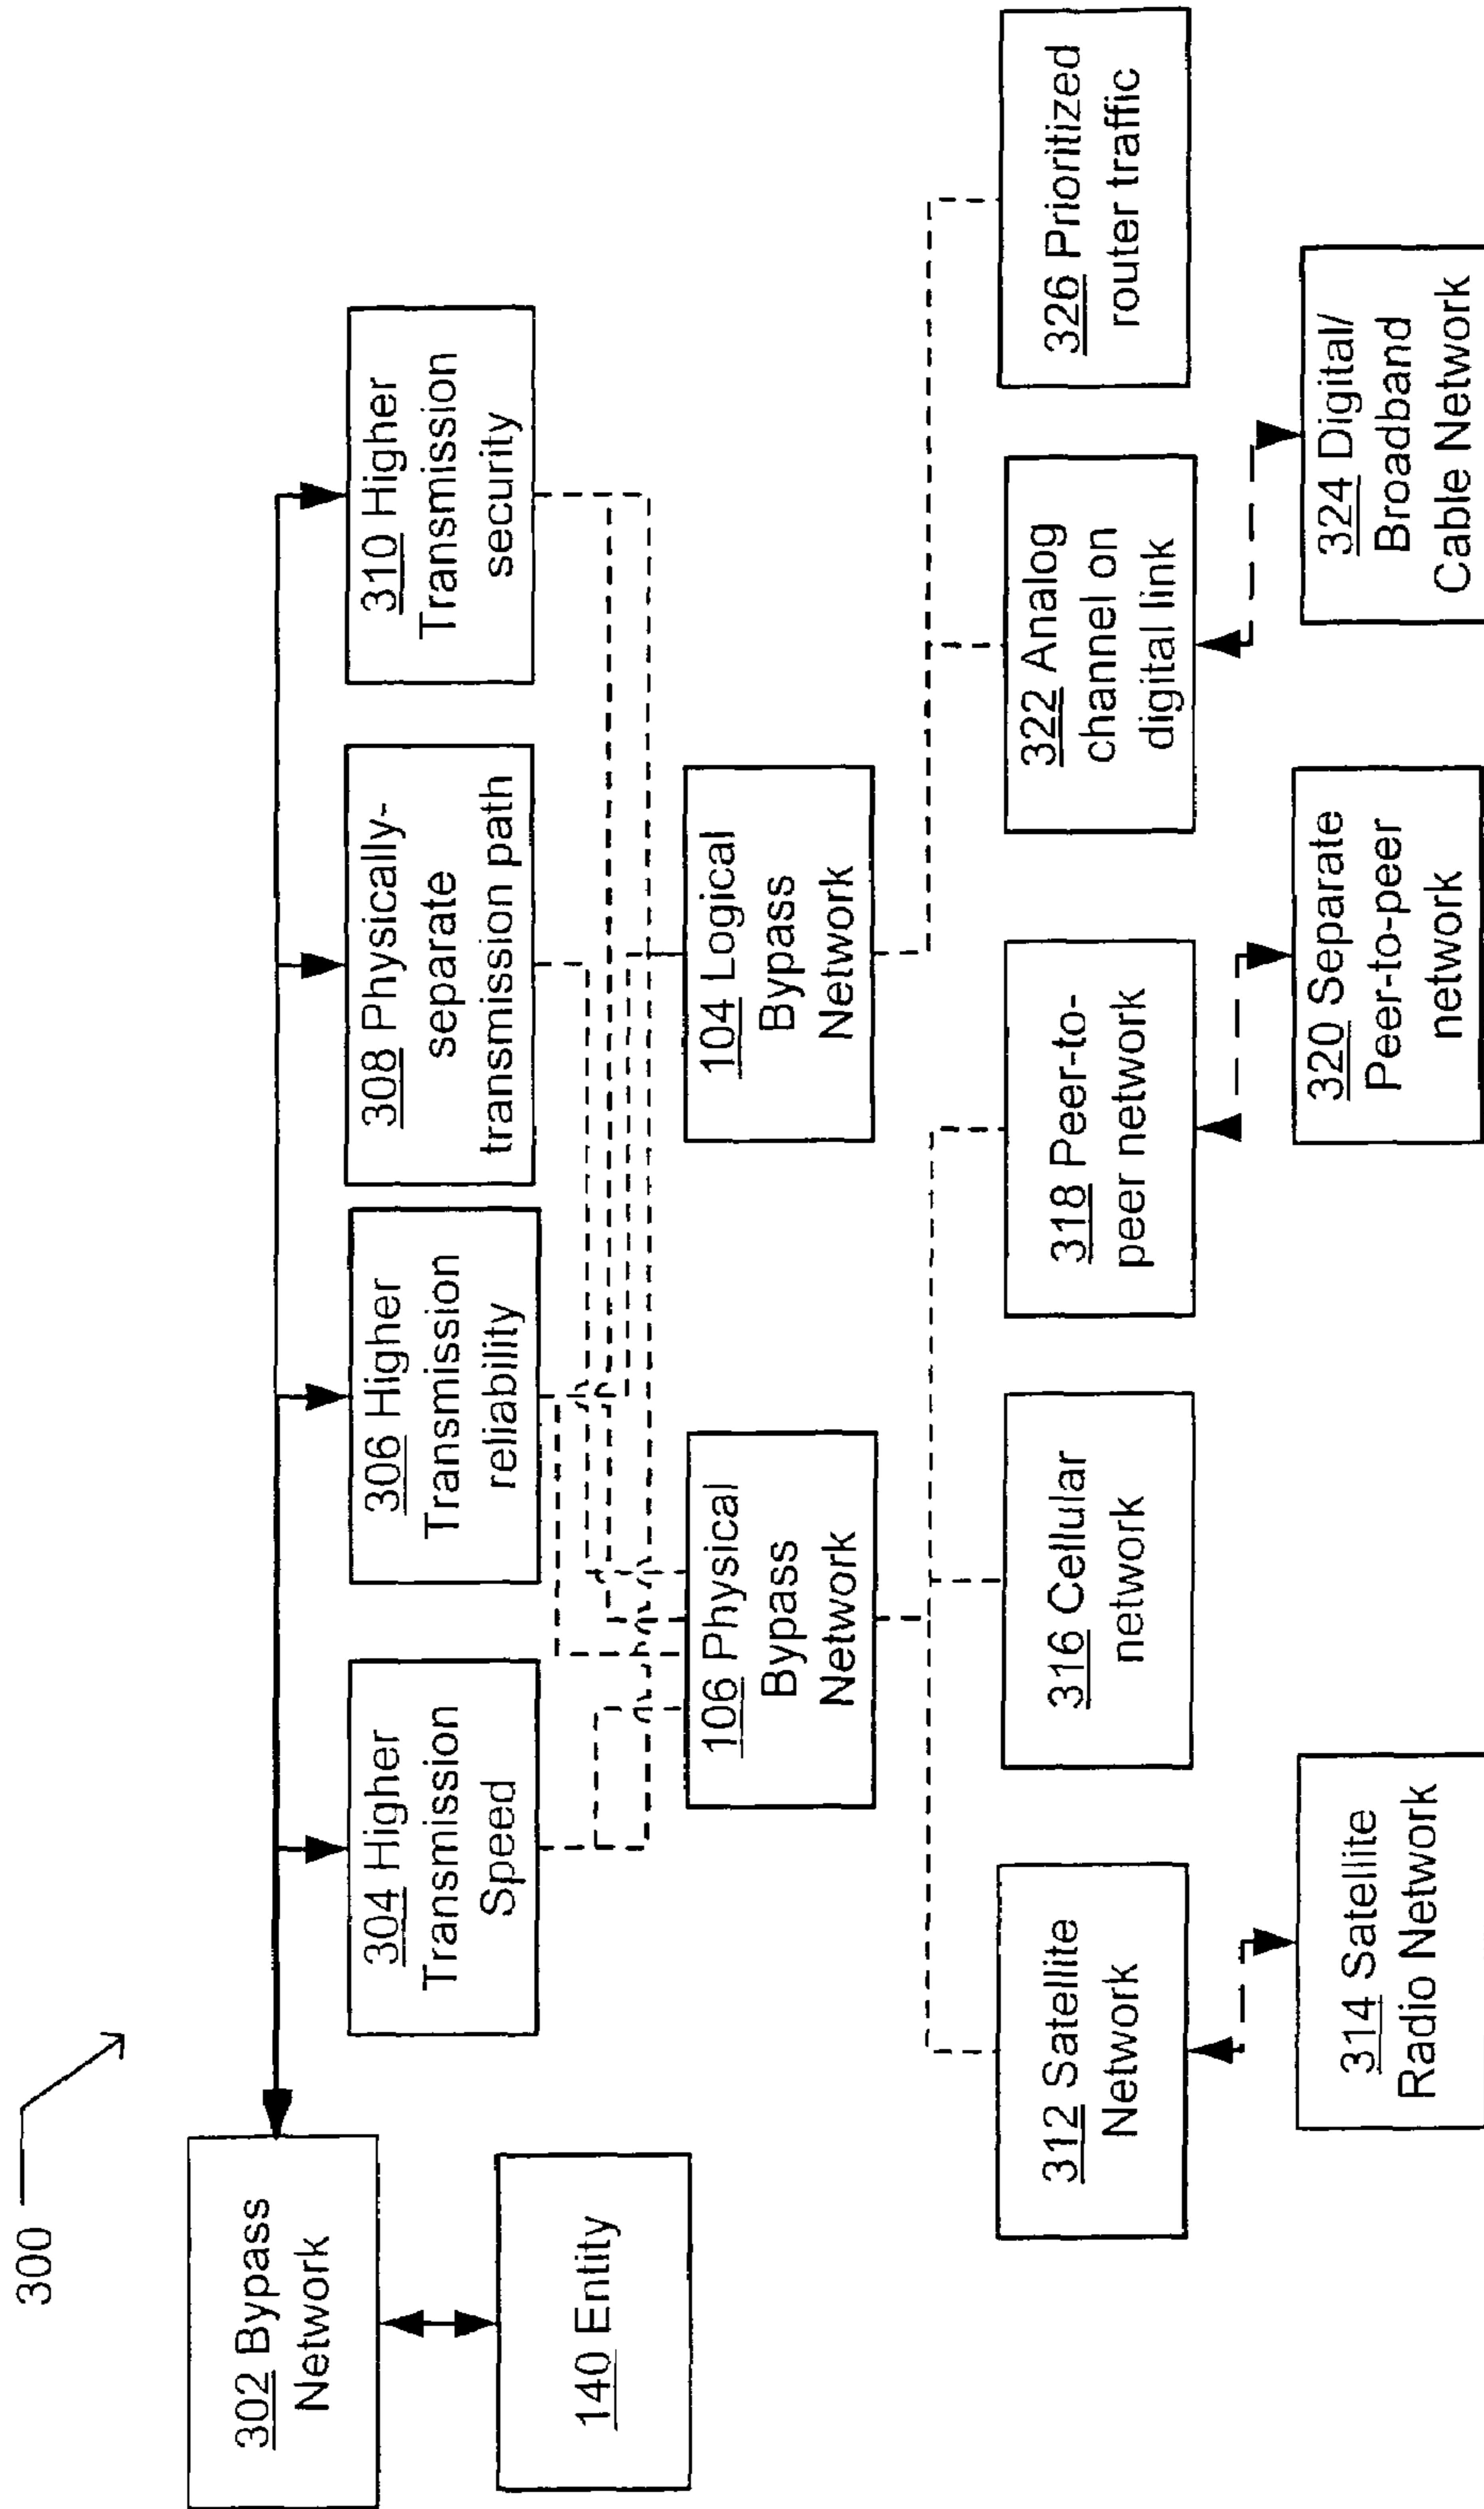 300
302 Bypass
Network
140 Entity
304 Higher
Transmission
Speed
306 Higher
Transmission
reliability
308 Physically-
separate
transmission path
310 Higher
Transmission
security
106 Physical
Bypass
Network
104 Logical
Bypass
Network
312 Satellite
Network
316 Cellular
network
318 Peer-to-
peer network
322 Analog
channel on
digital link
326 Prioritized
router traffic
314 Satellite
Radio Network
320 Separate
Peer-to-peer
network
324 Digital/
Broadband
Cable Network